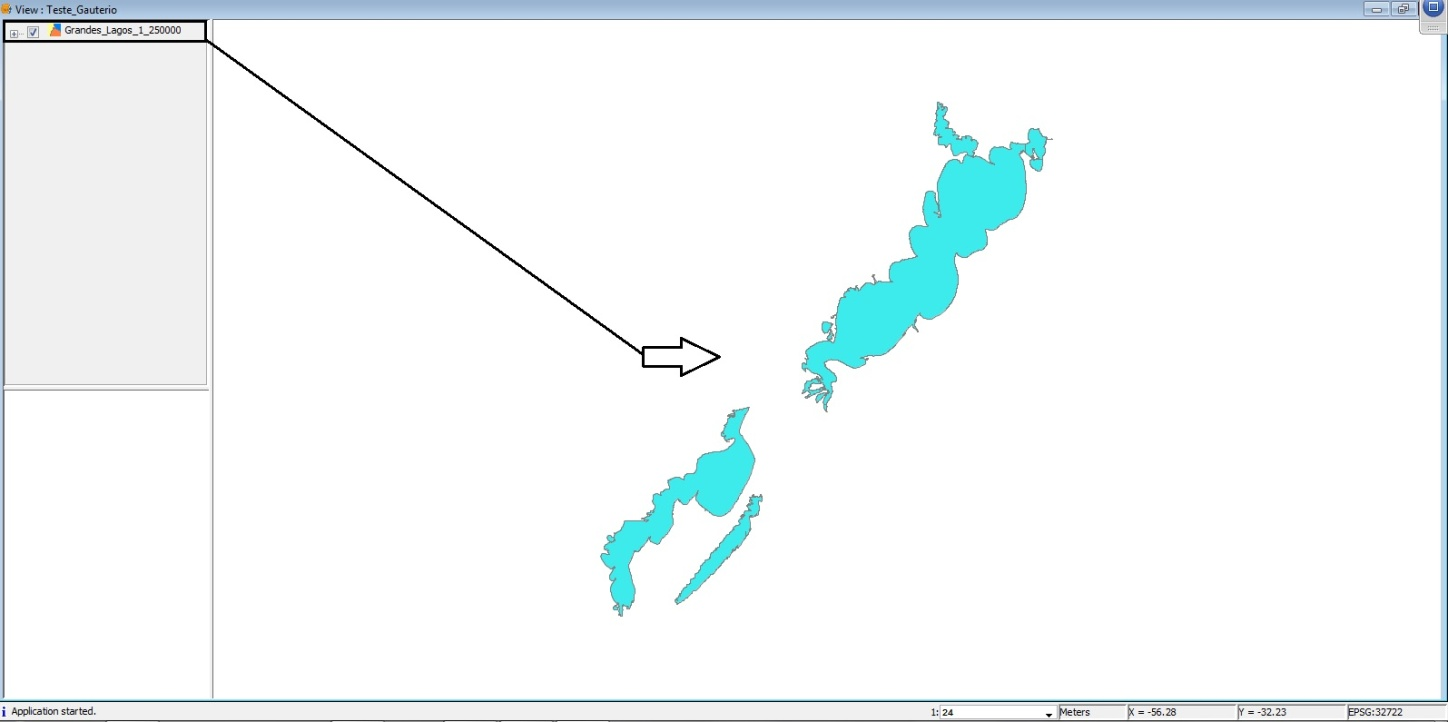 View : Teste_Gauterio
Grandes_Lagos_1_250000
Application started.
1: 24
Meters
X = -56.28
Y = -32.23
EPSG:32722